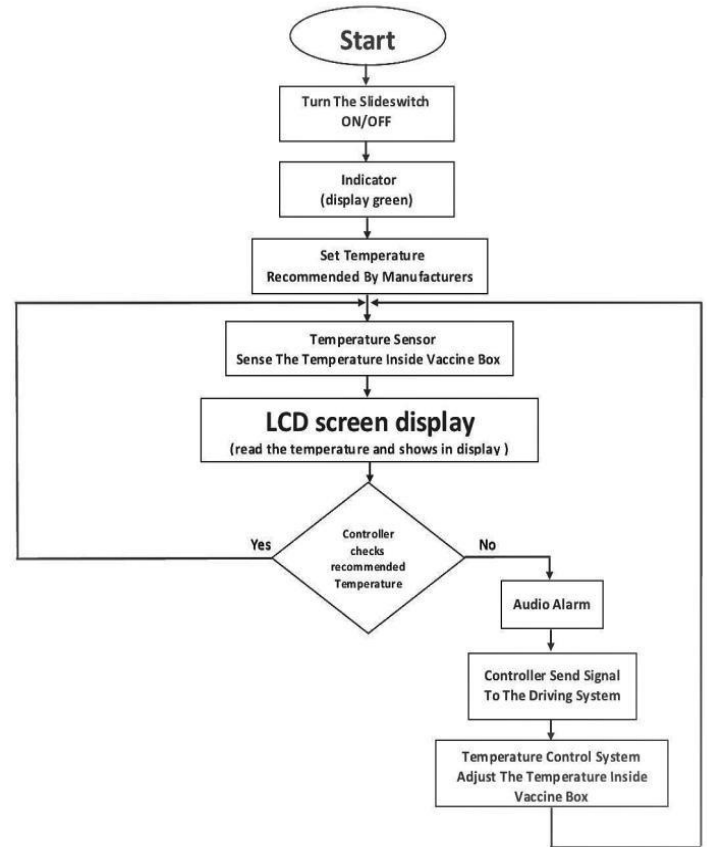 Start
Turn The Slideswitch
ON/OFF
Indicator
(display green)
Set Temperature
Recommended By Manufacturers
Temperature Sensor
Sense The Temperature Inside Vaccine Box
LCD screen display
(read the temperature and shows in display )
Controller
checks
recommended
Temperature
Yes
No
Audio Alarm
Controller Send Signal
To The Driving System
Temperature Control System
Adjust The Temperature Inside
Vaccine Box